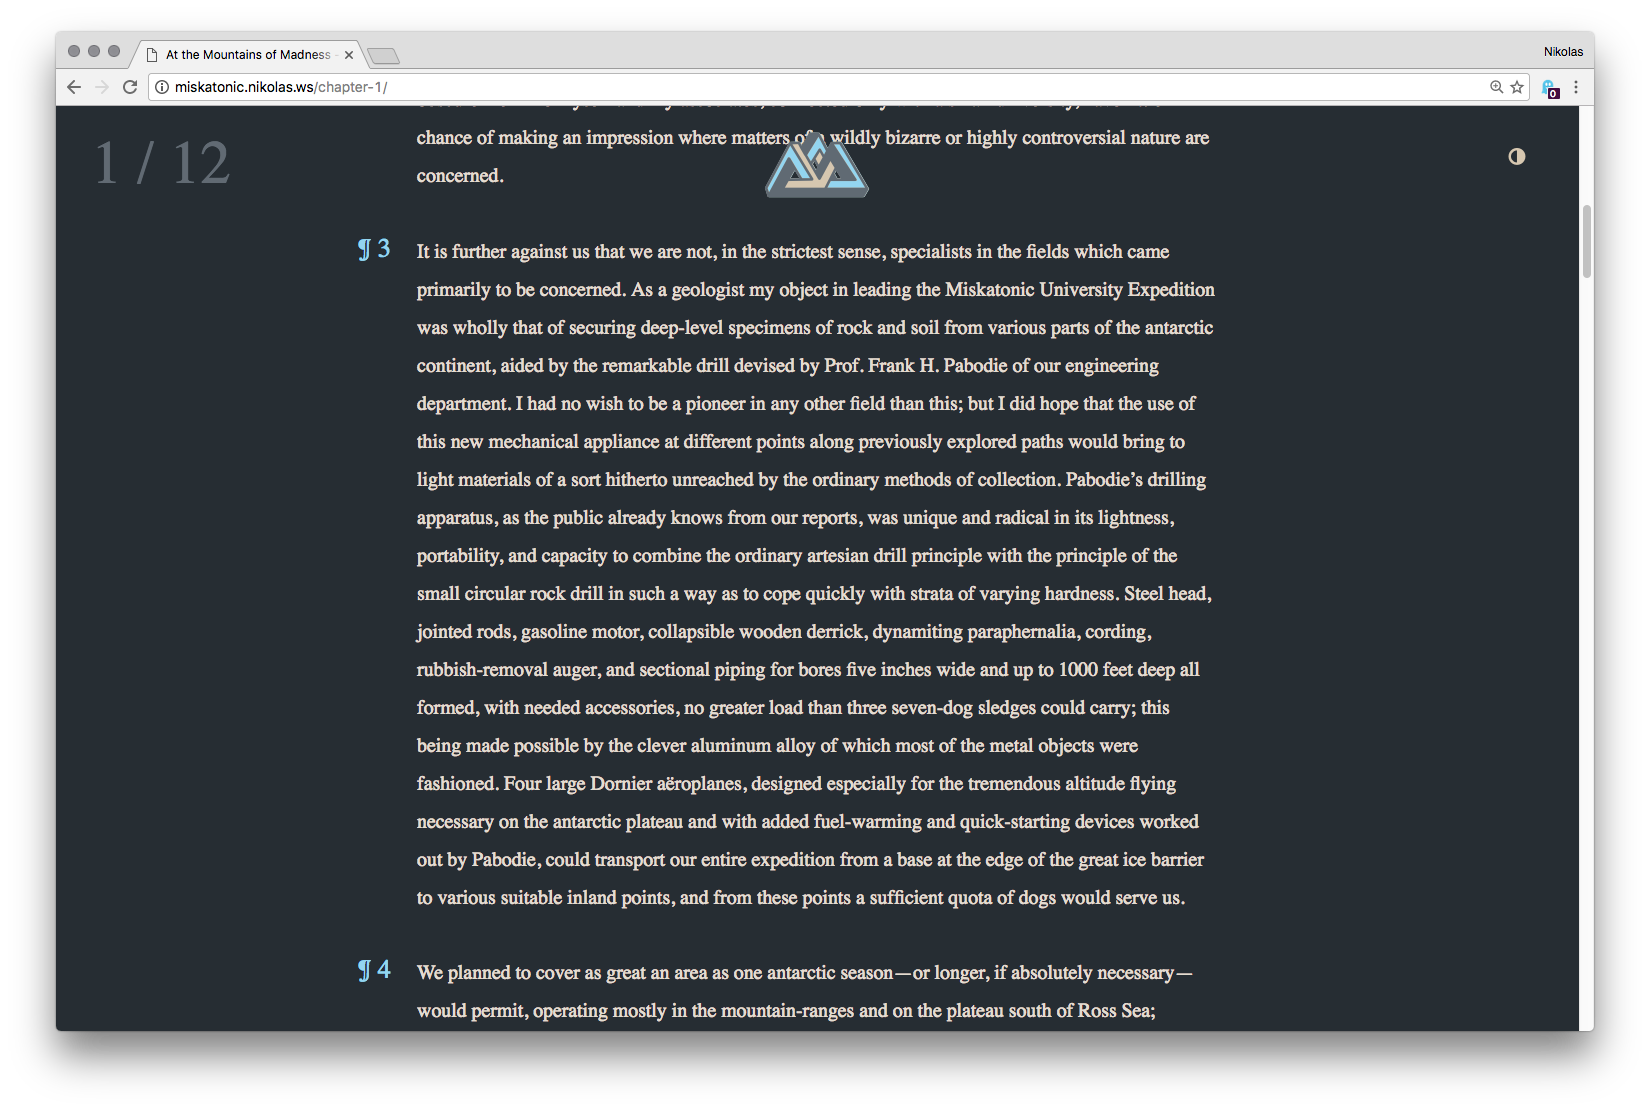 At the Mountains of Madness -
Nikolas
miskatonic.nikolas.ws/chapter-1/
0
1 / 12
chance of making an impression where matters of a wildly bizarre or highly controversial nature are
concerned.
¶ 3
It is further against us that we are not, in the strictest sense, specialists in the fields which came
primarily to be concerned. As a geologist my object in leading the Miskatonic University Expedition
was wholly that of securing deep-level specimens of rock and soil from various parts of the antarctic
continent, aided by the remarkable drill devised by Prof. Frank H. Pabodie of our engineering
department. I had no wish to be a pioneer in any other field than this; but I did hope that the use of
this new mechanical appliance at different points along previously explored paths would bring to
light materials of a sort hitherto unreached by the ordinary methods of collection. Pabodie’s drilling
apparatus, as the public already knows from our reports, was unique and radical in its lightness,
portability, and capacity to combine the ordinary artesian drill principle with the principle of the
small circular rock drill in such a way as to cope quickly with strata of varying hardness. Steel head,
jointed rods, gasoline motor, collapsible wooden derrick, dynamiting paraphernalia, cording,
rubbish-removal auger, and sectional piping for bores five inches wide and up to 1000 feet deep all
formed, with needed accessories, no greater load than three seven-dog sledges could carry; this
being made possible by the clever aluminum alloy of which most of the metal objects were
fashioned. Four large Dornier aëroplanes, designed especially for the tremendous altitude flying
necessary on the antarctic plateau and with added fuel-warming and quick-starting devices worked
out by Pabodie, could transport our entire expedition from a base at the edge of the great ice barrier
to various suitable inland points, and from these points a sufficient quota of dogs would serve us.
¶ 4
We planned to cover as great an area as one antarctic season—or longer, if absolutely necessary—
would permit, operating mostly in the mountain-ranges and on the plateau south of Ross Sea;